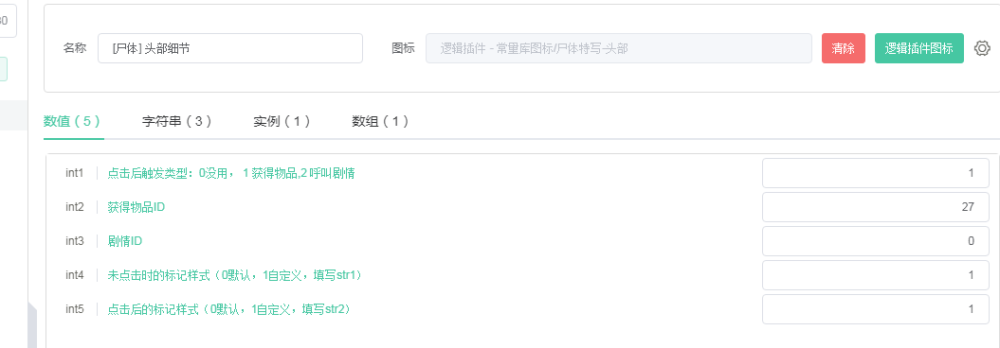 30
名称 [尸体] 头部细节 图标 逻辑插件 - 常量库图标/尸体特写-头部 清除 逻辑插件图标
数值（5） 字符串（3） 实例（1） 数组（1）
int1 点击后触发类型：0没用， 1 获得物品,2 呼叫剧情 1
int2 获得物品ID 27
int3 剧情ID 0
int4 未点击时的标记样式（0默认，1自定义，填写str1） 1
int5 点击后的标记样式（0默认，1自定义，填写str2） 1